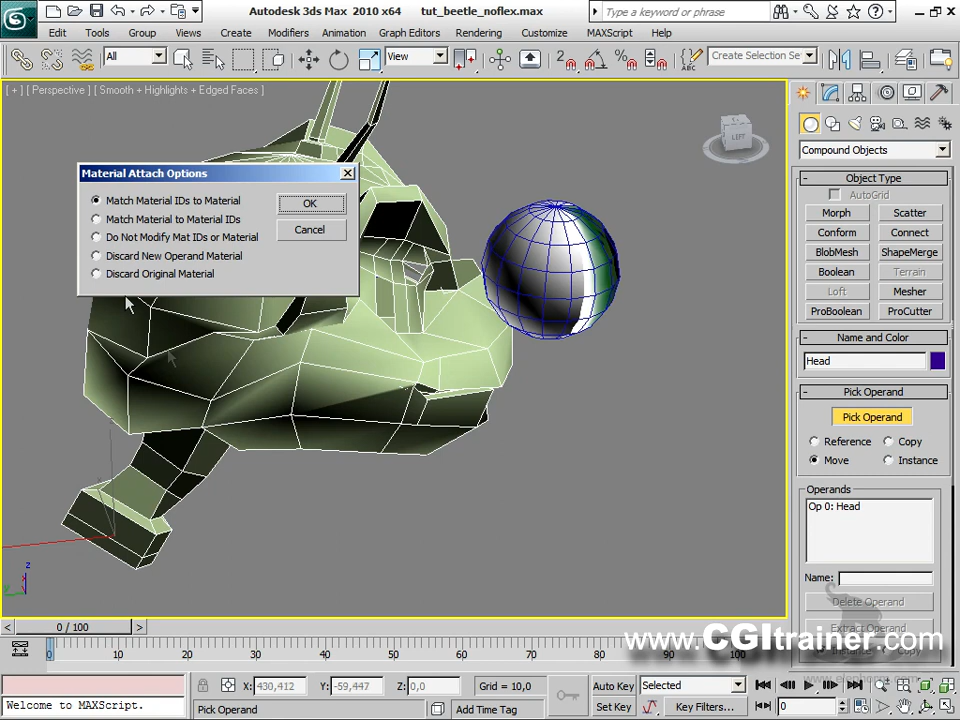 Autodesk 3ds Max 2010 x64 tut_beetle_noflex.max
Type a keyword or phrase
Edit Tools Group Views Create Modifiers Animation Graph Editors Rendering Customize MAXScript Help
All View Create Selection Se
[ + ] [ Perspective ] [ Smooth + Highlights + Edged Faces ]
LEFT
Material Attach Options
Match Material IDs to Material
Match Material to Material IDs
Do Not Modify Mat IDs or Material
Discard New Operand Material
Discard Original Material
OK
Cancel
Compound Objects
Object Type
AutoGrid
Morph Scatter
Conform Connect
BlobMesh ShapeMerge
Boolean Terrain
Loft Mesher
ProBoolean ProCutter
Name and Color
Head
Pick Operand
Pick Operand
Reference Copy
Move Instance
Operands
Op 0: Head
Name:
Delete Operand
Extract Operand
Instance Copy
z
0 / 100
0 10 20 30 40 50 60 70 80 90 100
www.CGItrainer.com
X: 430,412 Y: -59,447 Z: 0,0 Grid = 10,0
Auto Key Selected
Welcome to MAXScript.
Pick Operand
Add Time Tag
Set Key Key Filters...
0